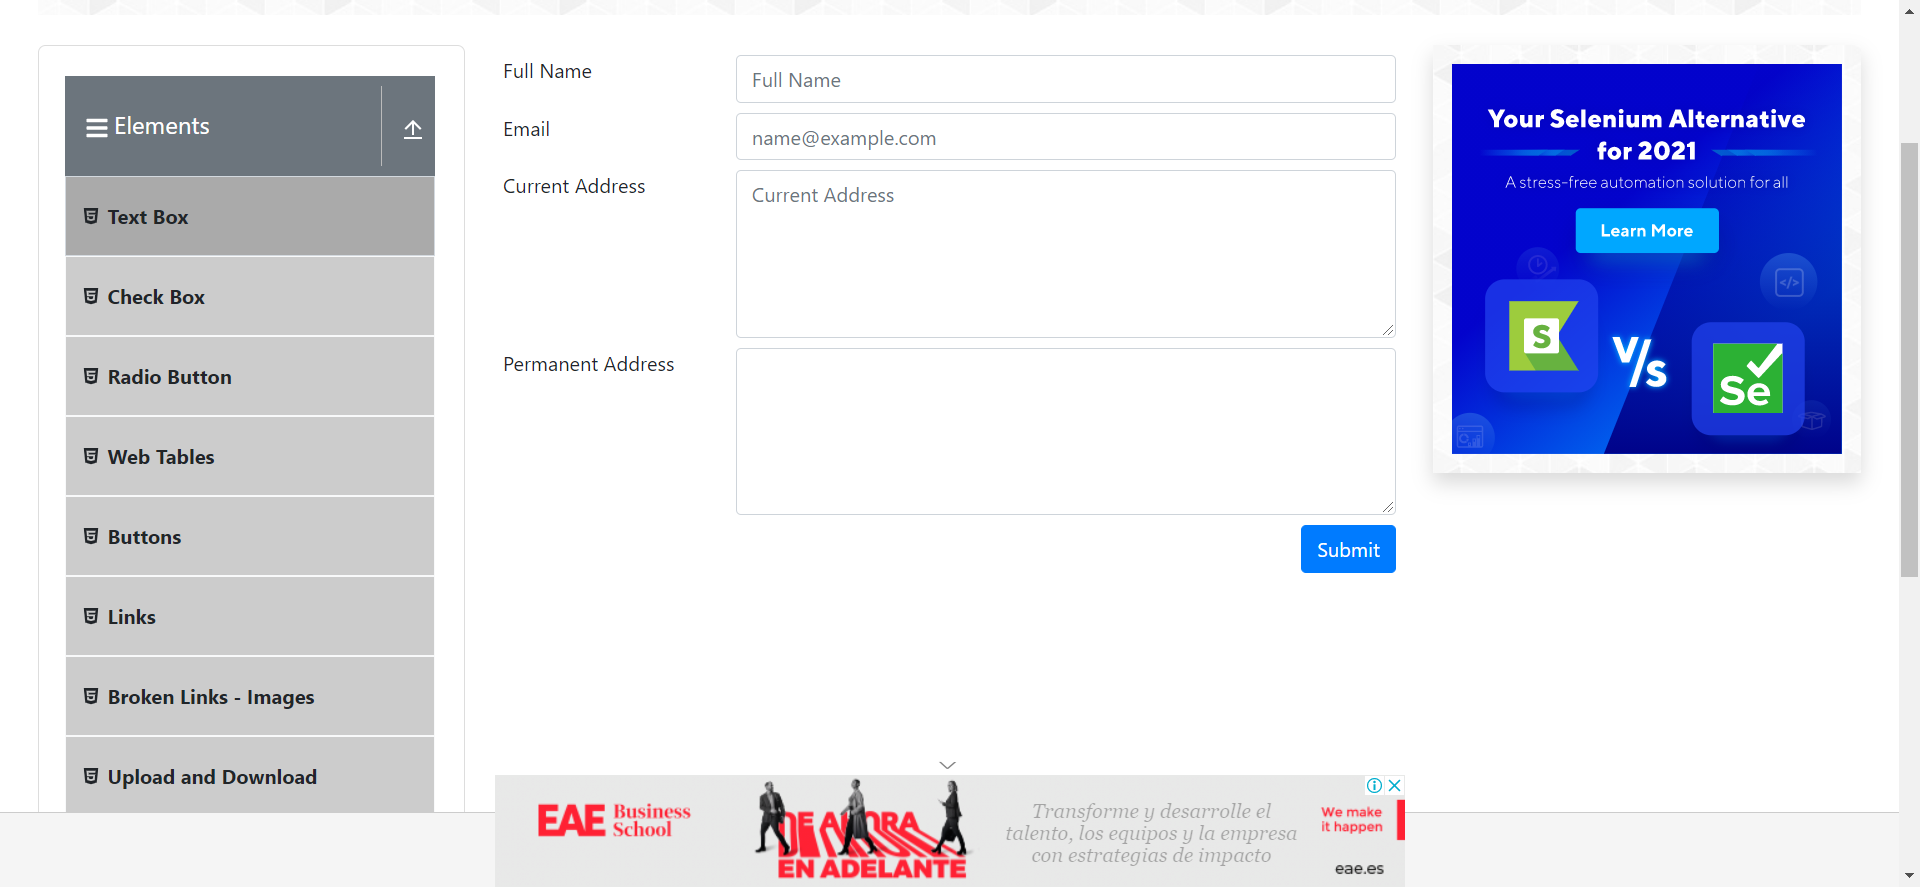 Elements
Text Box
Check Box
Radio Button
Web Tables
Buttons
Links
Broken Links - Images
Upload and Download
Full Name
Full Name
Email
name@example.com
Current Address
Current Address
Permanent Address
Submit
Your Selenium Alternative
for 2021
A stress-free automation solution for all
Learn More
S
V/s
Se
EAE Business
School
DE AHORA
EN ADELANTE
Transforme y desarrolle el
talento, los equipos y la empresa
con estrategias de impacto
We make
it happen
eae.es